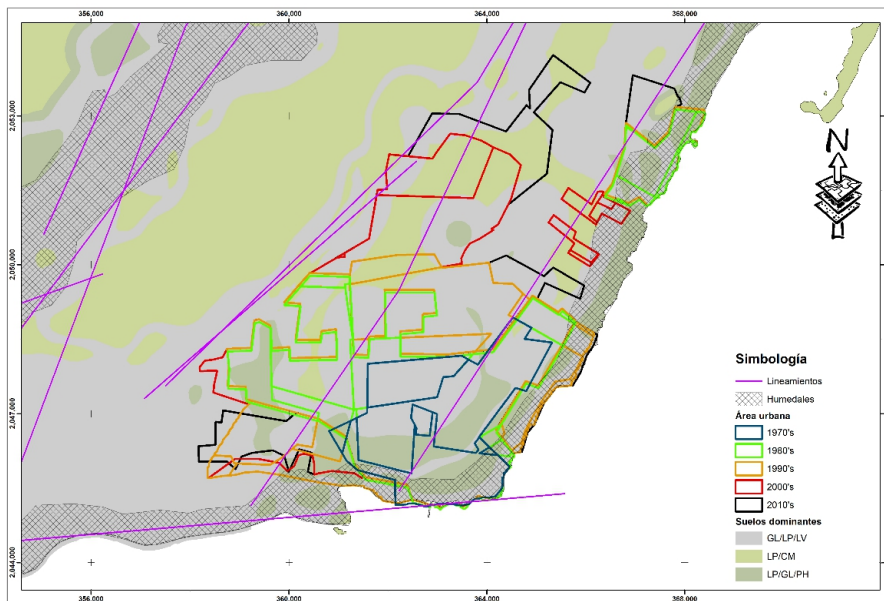 356,000 360,000 364,000 368,000
2,053,000
N
2,050,000
2,047,000
2,044,000
Simbología
Lineamientos
Humedales
Área urbana
1970's
1980's
1990's
2000's
2010's
Suelos dominantes
GL/LP/LV
LP/CM
LP/GL/PH
356,000 360,000 364,000 368,000